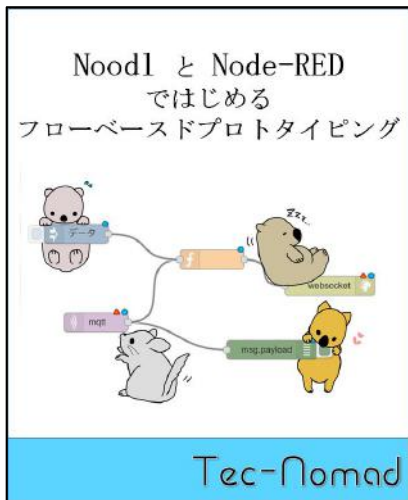 Noodl と Node-RED
ではじめる
フローベースドプロトタイピング
データ
f
zzz...
websocket
mqtt
msg.payload
Tec-Nomad